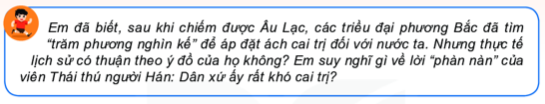 Em đã biết, sau khi chiếm được Âu Lạc, các triều đại phương Bắc đã tìm
“trăm phương nghìn kế” để áp đặt ách cai trị đối với nước ta. Nhưng thực tế
lịch sử có thuận theo ý đồ của họ không? Em suy nghĩ gì về lời “phàn nàn” của
viên Thái thú người Hán: Dân xứ ấy rất khó cai trị?